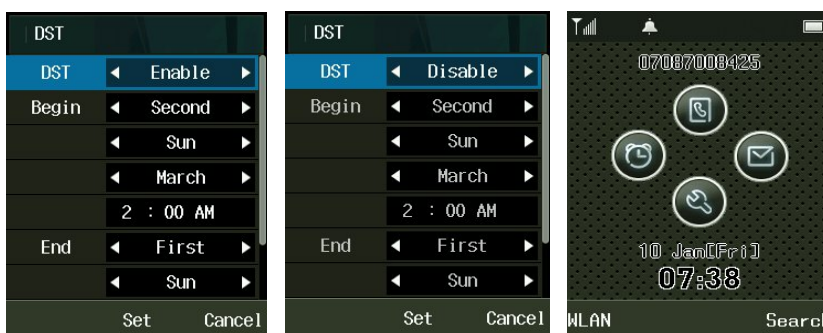 DST
DST Enable
Begin Second
Sun
March
2 : 00 AM
End First
Sun
Set Cancel
DST
DST Disable
Begin Second
Sun
March
2 : 00 AM
End First
Sun
Set Cancel
07087008425
10 Jan[Fri]
07:38
WLAN Search